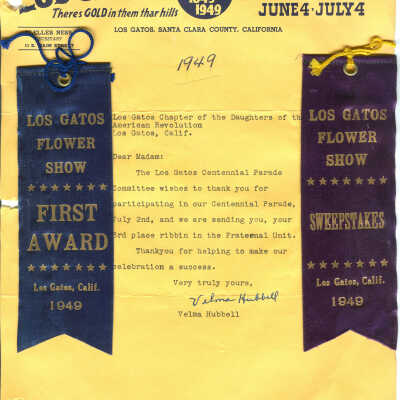 1949
There's GOLD in them thar hills
JUNE 4 - JULY 4
LOS GATOS, SANTA CLARA COUNTY, CALIFORNIA
1949
Los Gatos Chapter of the Daughters of th
American Revolution
Los Gatos, Calif.
Dear Madam:
The Los Gatos Centennial Parade
Committee wishes to thank you for
participating in our Centennial Parade,
July 2nd, and we are sending you, your
3rd place ribbin in the Fraternal Unit.
Thankyou for helping to make our
celebration a success.
Very truly yours,
Velma Hubbell
Velma Hubbell
LOS GATOS
FLOWER
SHOW
FIRST
AWARD
Los Gatos, Calif.
1949
LOS GATOS
FLOWER
SHOW
SWEEPSTAKES
Los Gatos, Calif.
1949